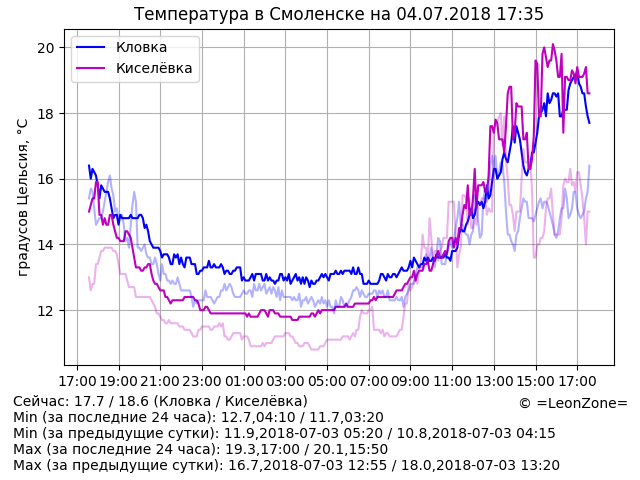 Температура в Смоленске на 04.07.2018 17:35
Кловка
Киселёвка
градусов Цельсия, °C
20
18
16
14
12
17:00 19:00 21:00 23:00 01:00 03:00 05:00 07:00 09:00 11:00 13:00 15:00 17:00
Сейчас: 17.7 / 18.6 (Кловка / Киселёвка)
© =LeonZone=
Min (за последние 24 часа): 12.7,04:10 / 11.7,03:20
Min (за предыдущие сутки): 11.9,2018-07-03 05:20 / 10.8,2018-07-03 04:15
Max (за последние 24 часа): 19.3,17:00 / 20.1,15:50
Max (за предыдущие сутки): 16.7,2018-07-03 12:55 / 18.0,2018-07-03 13:20